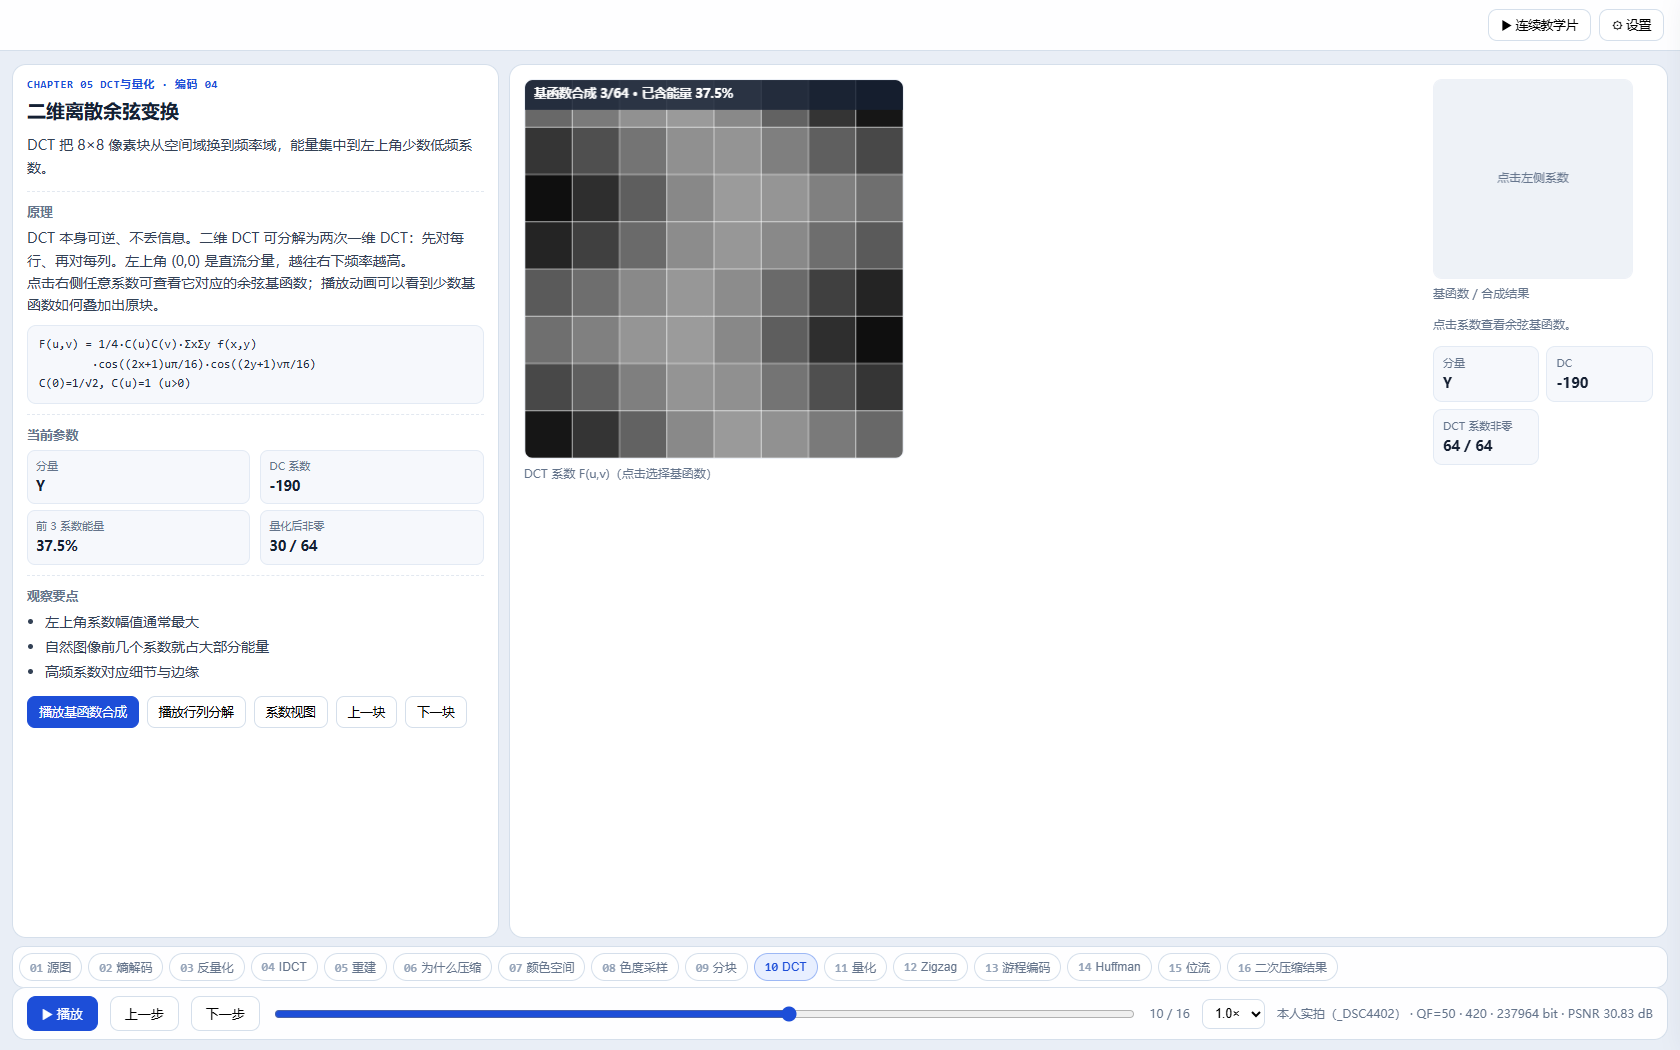 ▶ 连续教学片
⚙ 设置
CHAPTER 05 DCT与量化 · 编码 04
二维离散余弦变换
DCT 把 8×8 像素块从空间域换到频率域，能量集中到左上角少数低频系
数。
原理
DCT 本身可逆、不丢信息。二维 DCT 可分解为两次一维 DCT：先对每
行、再对每列。左上角 (0,0) 是直流分量，越往右下频率越高。
点击右侧任意系数可查看它对应的余弦基函数；播放动画可以看到少数基
函数如何叠加出原块。
F(u,v) = 1/4·C(u)C(v)·ΣxΣy f(x,y)
·cos((2x+1)uπ/16)·cos((2y+1)vπ/16)
C(0)=1/√2, C(u)=1 (u>0)
当前参数
分量
Y
DC 系数
-190
前 3 系数能量
37.5%
量化后非零
30 / 64
观察要点
• 左上角系数幅值通常最大
• 自然图像前几个系数就占大部分能量
• 高频系数对应细节与边缘
播放基函数合成
播放行列分解
系数视图
上一块
下一块
基函数合成 3/64 • 已含能量 37.5%
DCT 系数 F(u,v)（点击选择基函数）
点击左侧系数
基函数 / 合成结果
点击系数查看余弦基函数。
分量
Y
DC
-190
DCT 系数非零
64 / 64
01 源图
02 熵解码
03 反量化
04 IDCT
05 重建
06 为什么压缩
07 颜色空间
08 色度采样
09 分块
10 DCT
11 量化
12 Zigzag
13 游程编码
14 Huffman
15 位流
16 二次压缩结果
▶ 播放
上一步
下一步
10 / 16
1.0×
本人实拍（_DSC4402） · QF=50 · 420 · 237964 bit · PSNR 30.83 dB